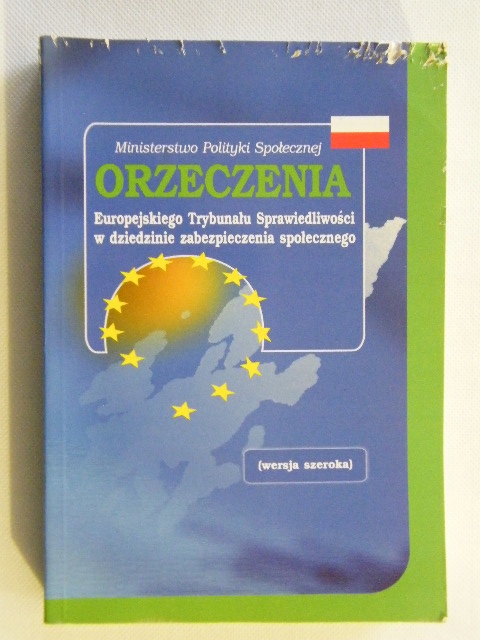 Ministerstwo Polityki Społecznej
ORZECZENIA
Europejskiego Trybunału Sprawiedliwości
w dziedzinie zabezpieczenia społecznego
(wersja szeroka)